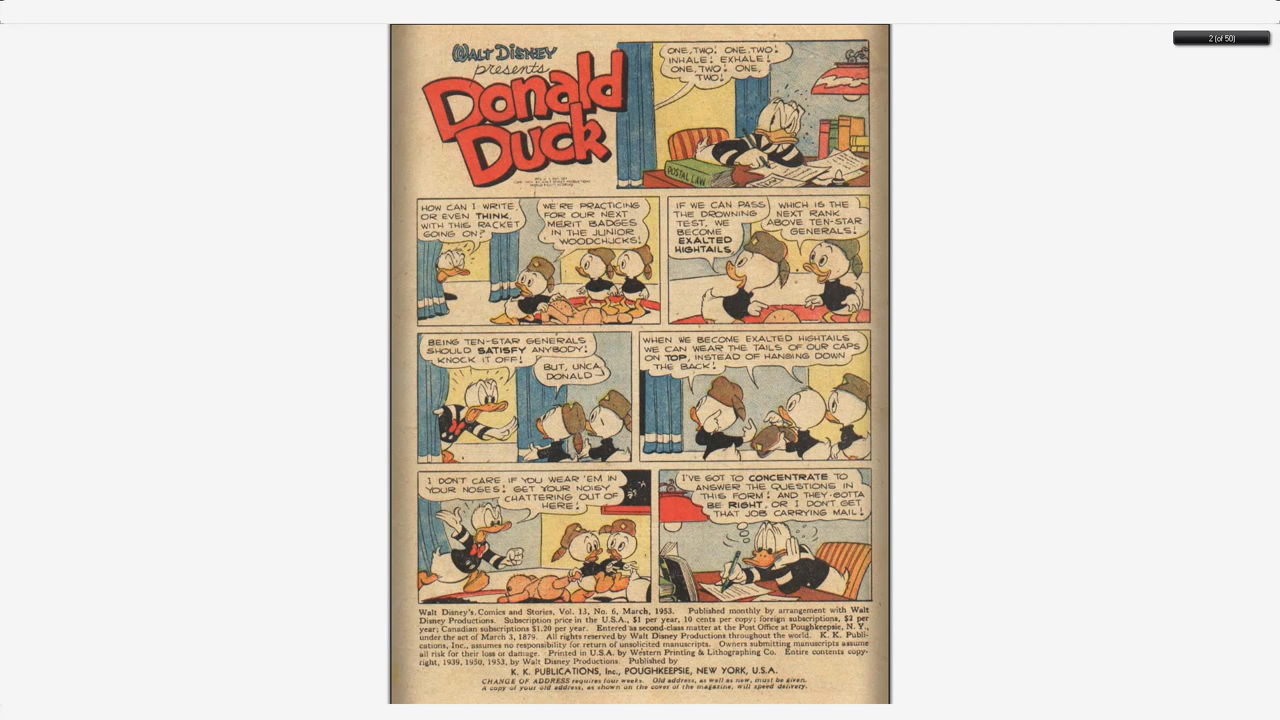 2 (of 50)
WALT DISNEY
presents
Donald
Duck
ONE, TWO! ONE, TWO!
INHALE! EXHALE!
ONE, TWO! ONE,
TWO!
POSTAL LAW
HOW CAN I WRITE,
OR EVEN THINK,
WITH THIS RACKET
GOING ON?
WE'RE PRACTICING
FOR OUR NEXT
MERIT BADGES
IN THE JUNIOR
WOODCHUCKS!
IF WE CAN PASS
THE DROWNING
TEST, WE
BECOME
EXALTED
HIGHTAILS,
WHICH IS THE
NEXT RANK
ABOVE TEN-STAR
GENERALS!
BEING TEN-STAR GENERALS
SHOULD SATISFY ANYBODY!
KNOCK IT OFF!
BUT, UNCA
DONALD
WHEN WE BECOME EXALTED HIGHTAILS
WE CAN WEAR THE TAILS OF OUR CAPS
ON TOP, INSTEAD OF HANGING DOWN
THE BACK!
I DON'T CARE IF YOU WEAR 'EM IN
YOUR NOSES! GET YOUR NOISY
CHATTERING OUT OF
HERE!
I'VE GOT TO CONCENTRATE TO
ANSWER THE QUESTIONS IN
THIS FORM! AND THEY GOTTA
BE RIGHT, OR I DON'T GET
THAT JOB CARRYING MAIL!
Walt Disney's Comics and Stories, Vol. 13, No. 6, March, 1953. Published monthly by arrangement with Walt
Disney Productions. Subscription price in the U.S.A., $1 per year, 10 cents per copy; foreign subscriptions, $2 per
year; Canadian subscriptions $1.20 per year. Entered as second-class matter at the Post Office at Poughkeepsie, N. Y.,
under the act of March 3, 1879. All rights reserved by Walt Disney Productions throughout the world. K. K. Publi-
cations, Inc., assumes no responsibility for return of unsolicited manuscripts. Owners submitting manuscripts assume
all risk for their loss or damage. Printed in U.S.A. by Western Printing & Lithographing Co. Entire contents copy-
right, 1939, 1950, 1953, by Walt Disney Productions. Published by
K. K. PUBLICATIONS, Inc., POUGHKEEPSIE, NEW YORK, U.S.A.
CHANGE OF ADDRESS requires four weeks. Old address, as well as new, must be given.
A copy of your old address, as shown on the cover of the magazine, will speed delivery.